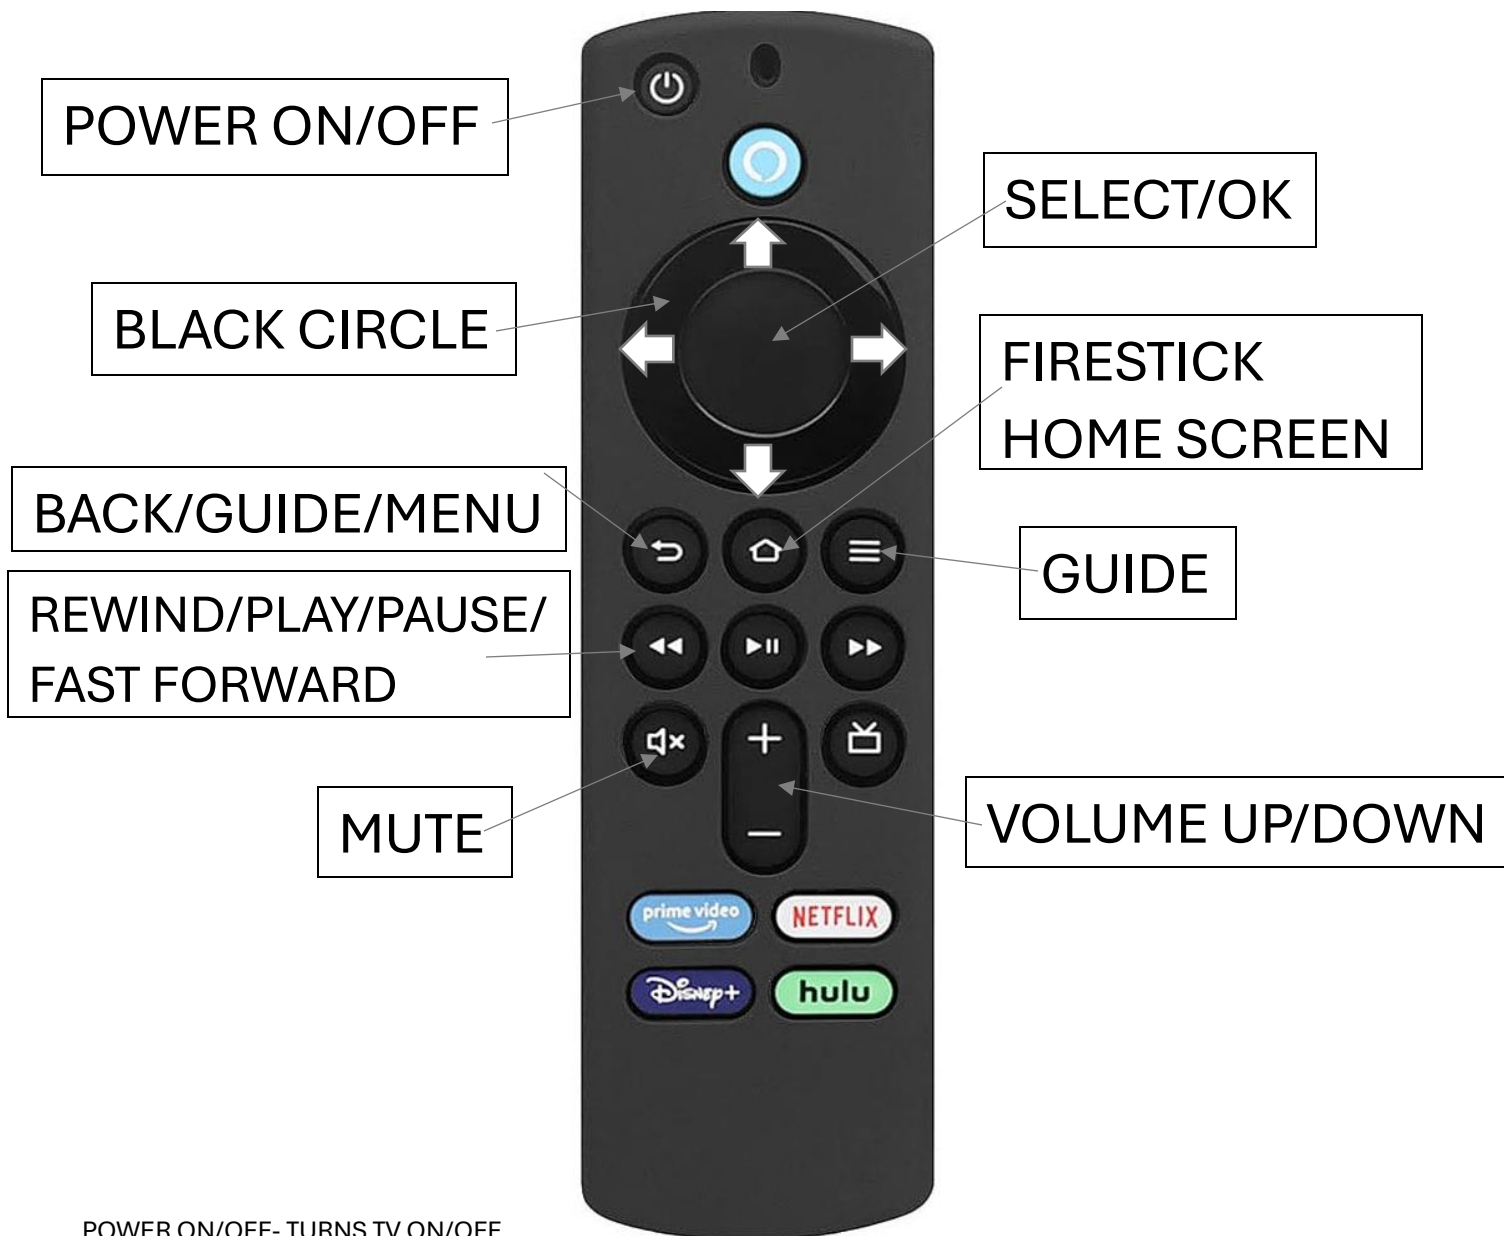 POWER ON/OFF
SELECT/OK
BLACK CIRCLE
FIRESTICK
HOME SCREEN
BACK/GUIDE/MENU
GUIDE
REWIND/PLAY/PAUSE/
FAST FORWARD
MUTE
VOLUME UP/DOWN
prime video
NETFLIX
Disney+
hulu
POWER ON/OFF- TURNS TV ON/OFF